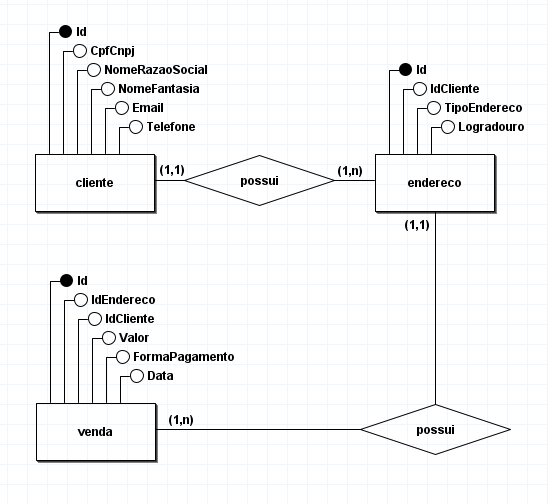 Id
CpfCnpj
NomeRazaoSocial
NomeFantasia
Email
Telefone
cliente
(1,1)
possui
(1,n)
Id
IdCliente
TipoEndereco
Logradouro
endereco
(1,1)
Id
IdEndereco
IdCliente
Valor
FormaPagamento
Data
venda
(1,n)
possui